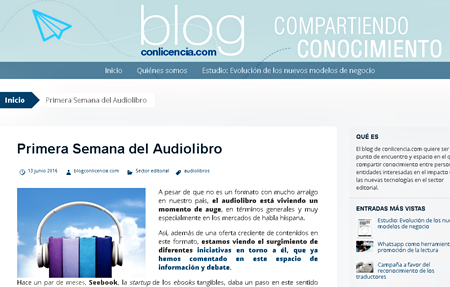 blog
conlicencia.com
COMPARTIENDO
CONOCIMIENTO
Inicio Quiénes somos Estudio: Evolución de los nuevos modelos de negocio
Inicio Primera Semana del Audiolibro
Primera Semana del Audiolibro
13 junio 2016 blogconlicencia.com Sector editorial audiolibros
A pesar de que no es un formato con mucho arraigo
en nuestro país, el audiolibro está viviendo un
momento de auge, en términos generales y muy
especialmente en los mercados de habla hispana.
Así, además de una oferta creciente de contenidos en
este formato, estamos viendo el surgimiento de
diferentes iniciativas en torno a él, que ya
hemos comentado en este espacio de
información y debate.
Hace un par de meses, Seebook, la startup de los ebooks tangibles, daba un paso en este sentido
QUÉ ES
El blog de conlicencia.com quiere ser
punto de encuentro y espacio en el q
compartir conocimiento entre person
entidades interesadas en el impacto
las nuevas tecnologías en el sector
editorial.
ENTRADAS MÁS VISTAS
Estudio: Evolución de los nu
modelos de negocio
Whatsapp como herramien
promoción de la lectura
Campaña a favor del
reconocimiento de los
traductores